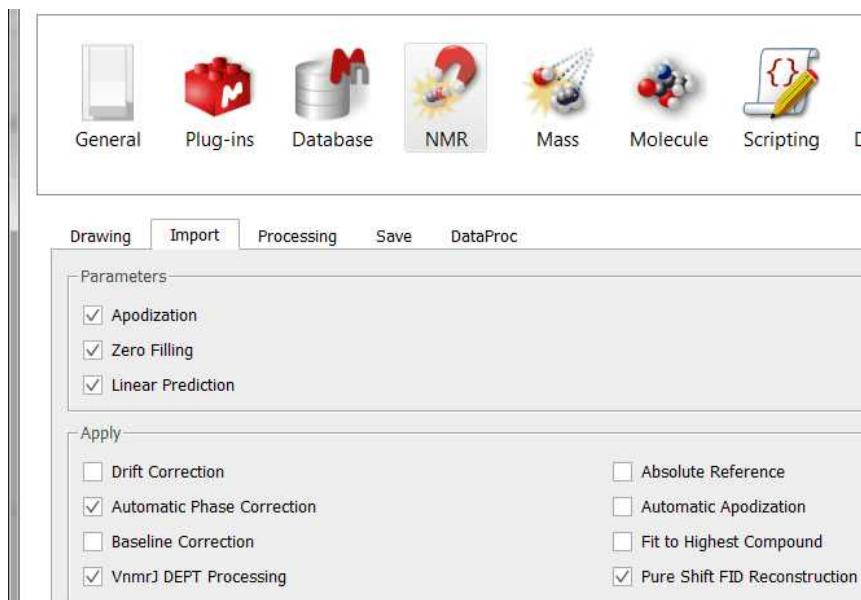 General Plug-ins Database NMR Mass Molecule Scripting
Drawing Import Processing Save DataProc
Parameters
Apodization
Zero Filling
Linear Prediction
Apply
Drift Correction Absolute Reference
Automatic Phase Correction Automatic Apodization
Baseline Correction Fit to Highest Compound
VnmrJ DEPT Processing Pure Shift FID Reconstruction